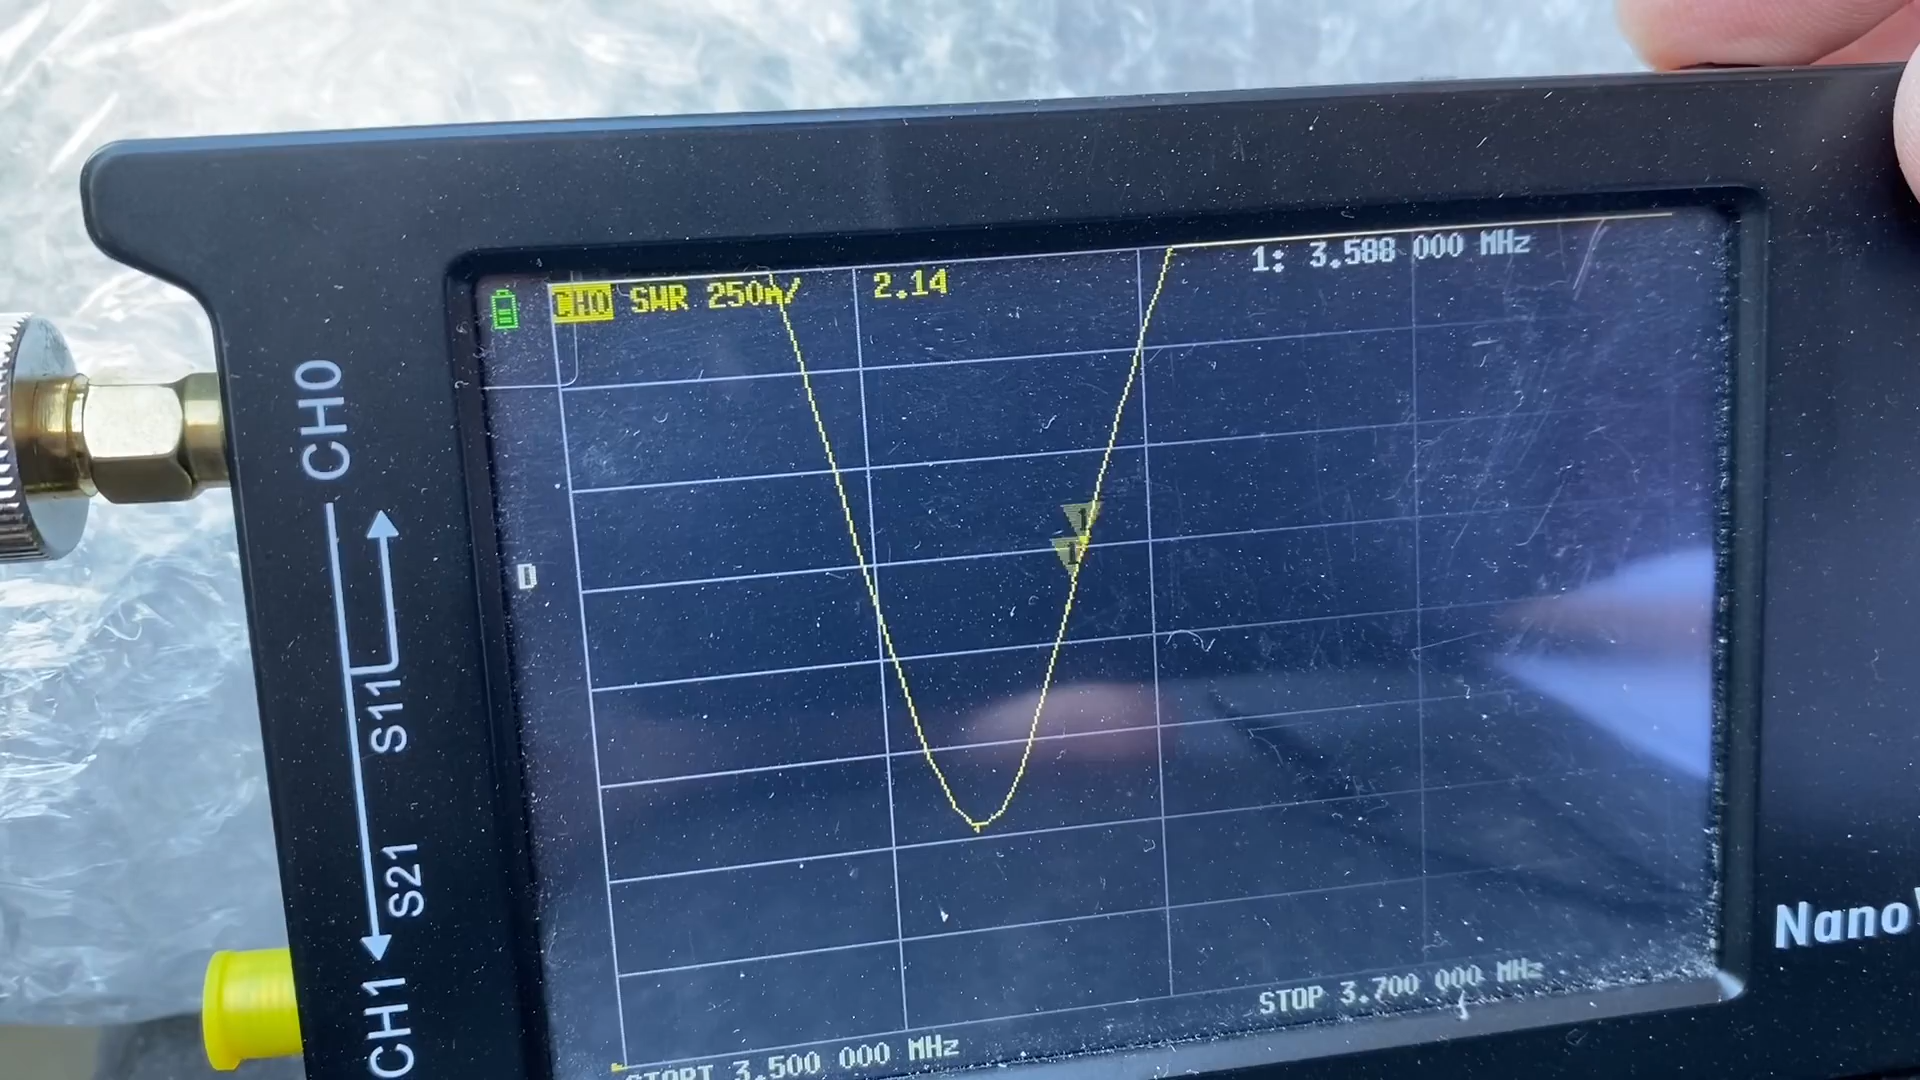 CH0 SWR 250m/ 2.14 1: 3.588 000 MHz
1
1
CH0
S11
S21
CH1
STOP 3.700 000 MHz
START 3.500 000 MHz